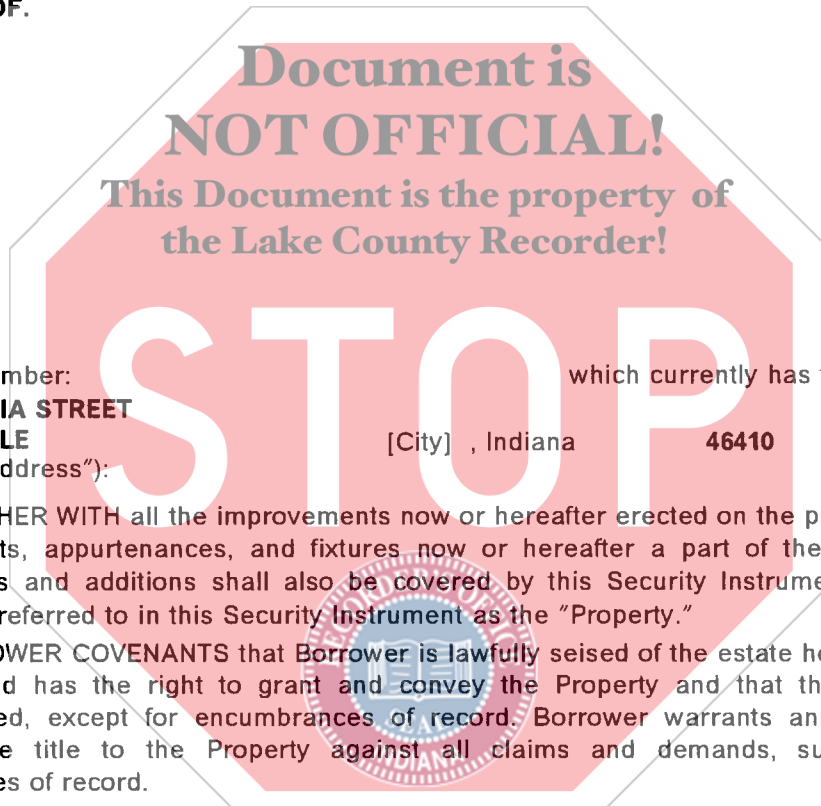 OF.
Document is
NOT OFFICIAL!
This Document is the property of
the Lake County Recorder!
STOP
mber: which currently has
IA STREET
LE [City] , Indiana 46410
ddress"):
HER WITH all the improvements now or hereafter erected on the p
ts, appurtenances, and fixtures now or hereafter a part of the
s and additions shall also be covered by this Security Instrume
referred to in this Security Instrument as the "Property."
OWER COVENANTS that Borrower is lawfully seised of the estate he
d has the right to grant and convey the Property and that th
ed, except for encumbrances of record. Borrower warrants an
e title to the Property against all claims and demands, su
es of record.
RECORDER'S OFFICE
SEAL
INDIANA